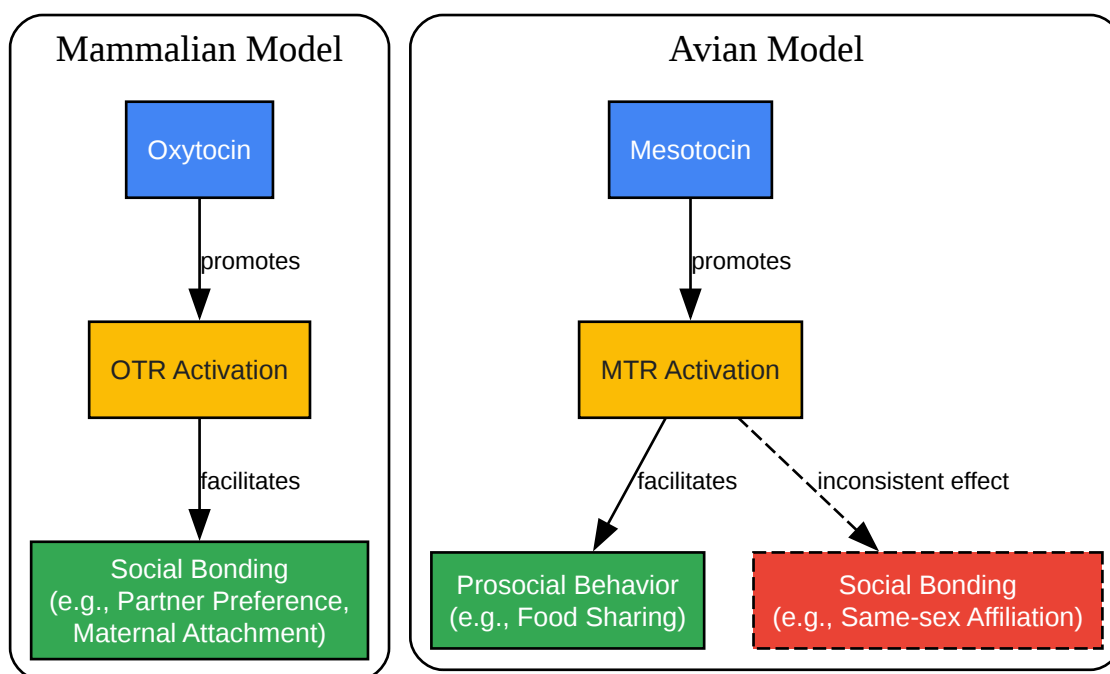 Mammalian Model
Oxytocin
promotes
OTR Activation
facilitates
Social Bonding
(e.g., Partner Preference,
Maternal Attachment)
Avian Model
Mesotocin
promotes
MTR Activation
facilitates
inconsistent effect
Prosocial Behavior
(e.g., Food Sharing)
Social Bonding
(e.g., Same-sex Affiliation)